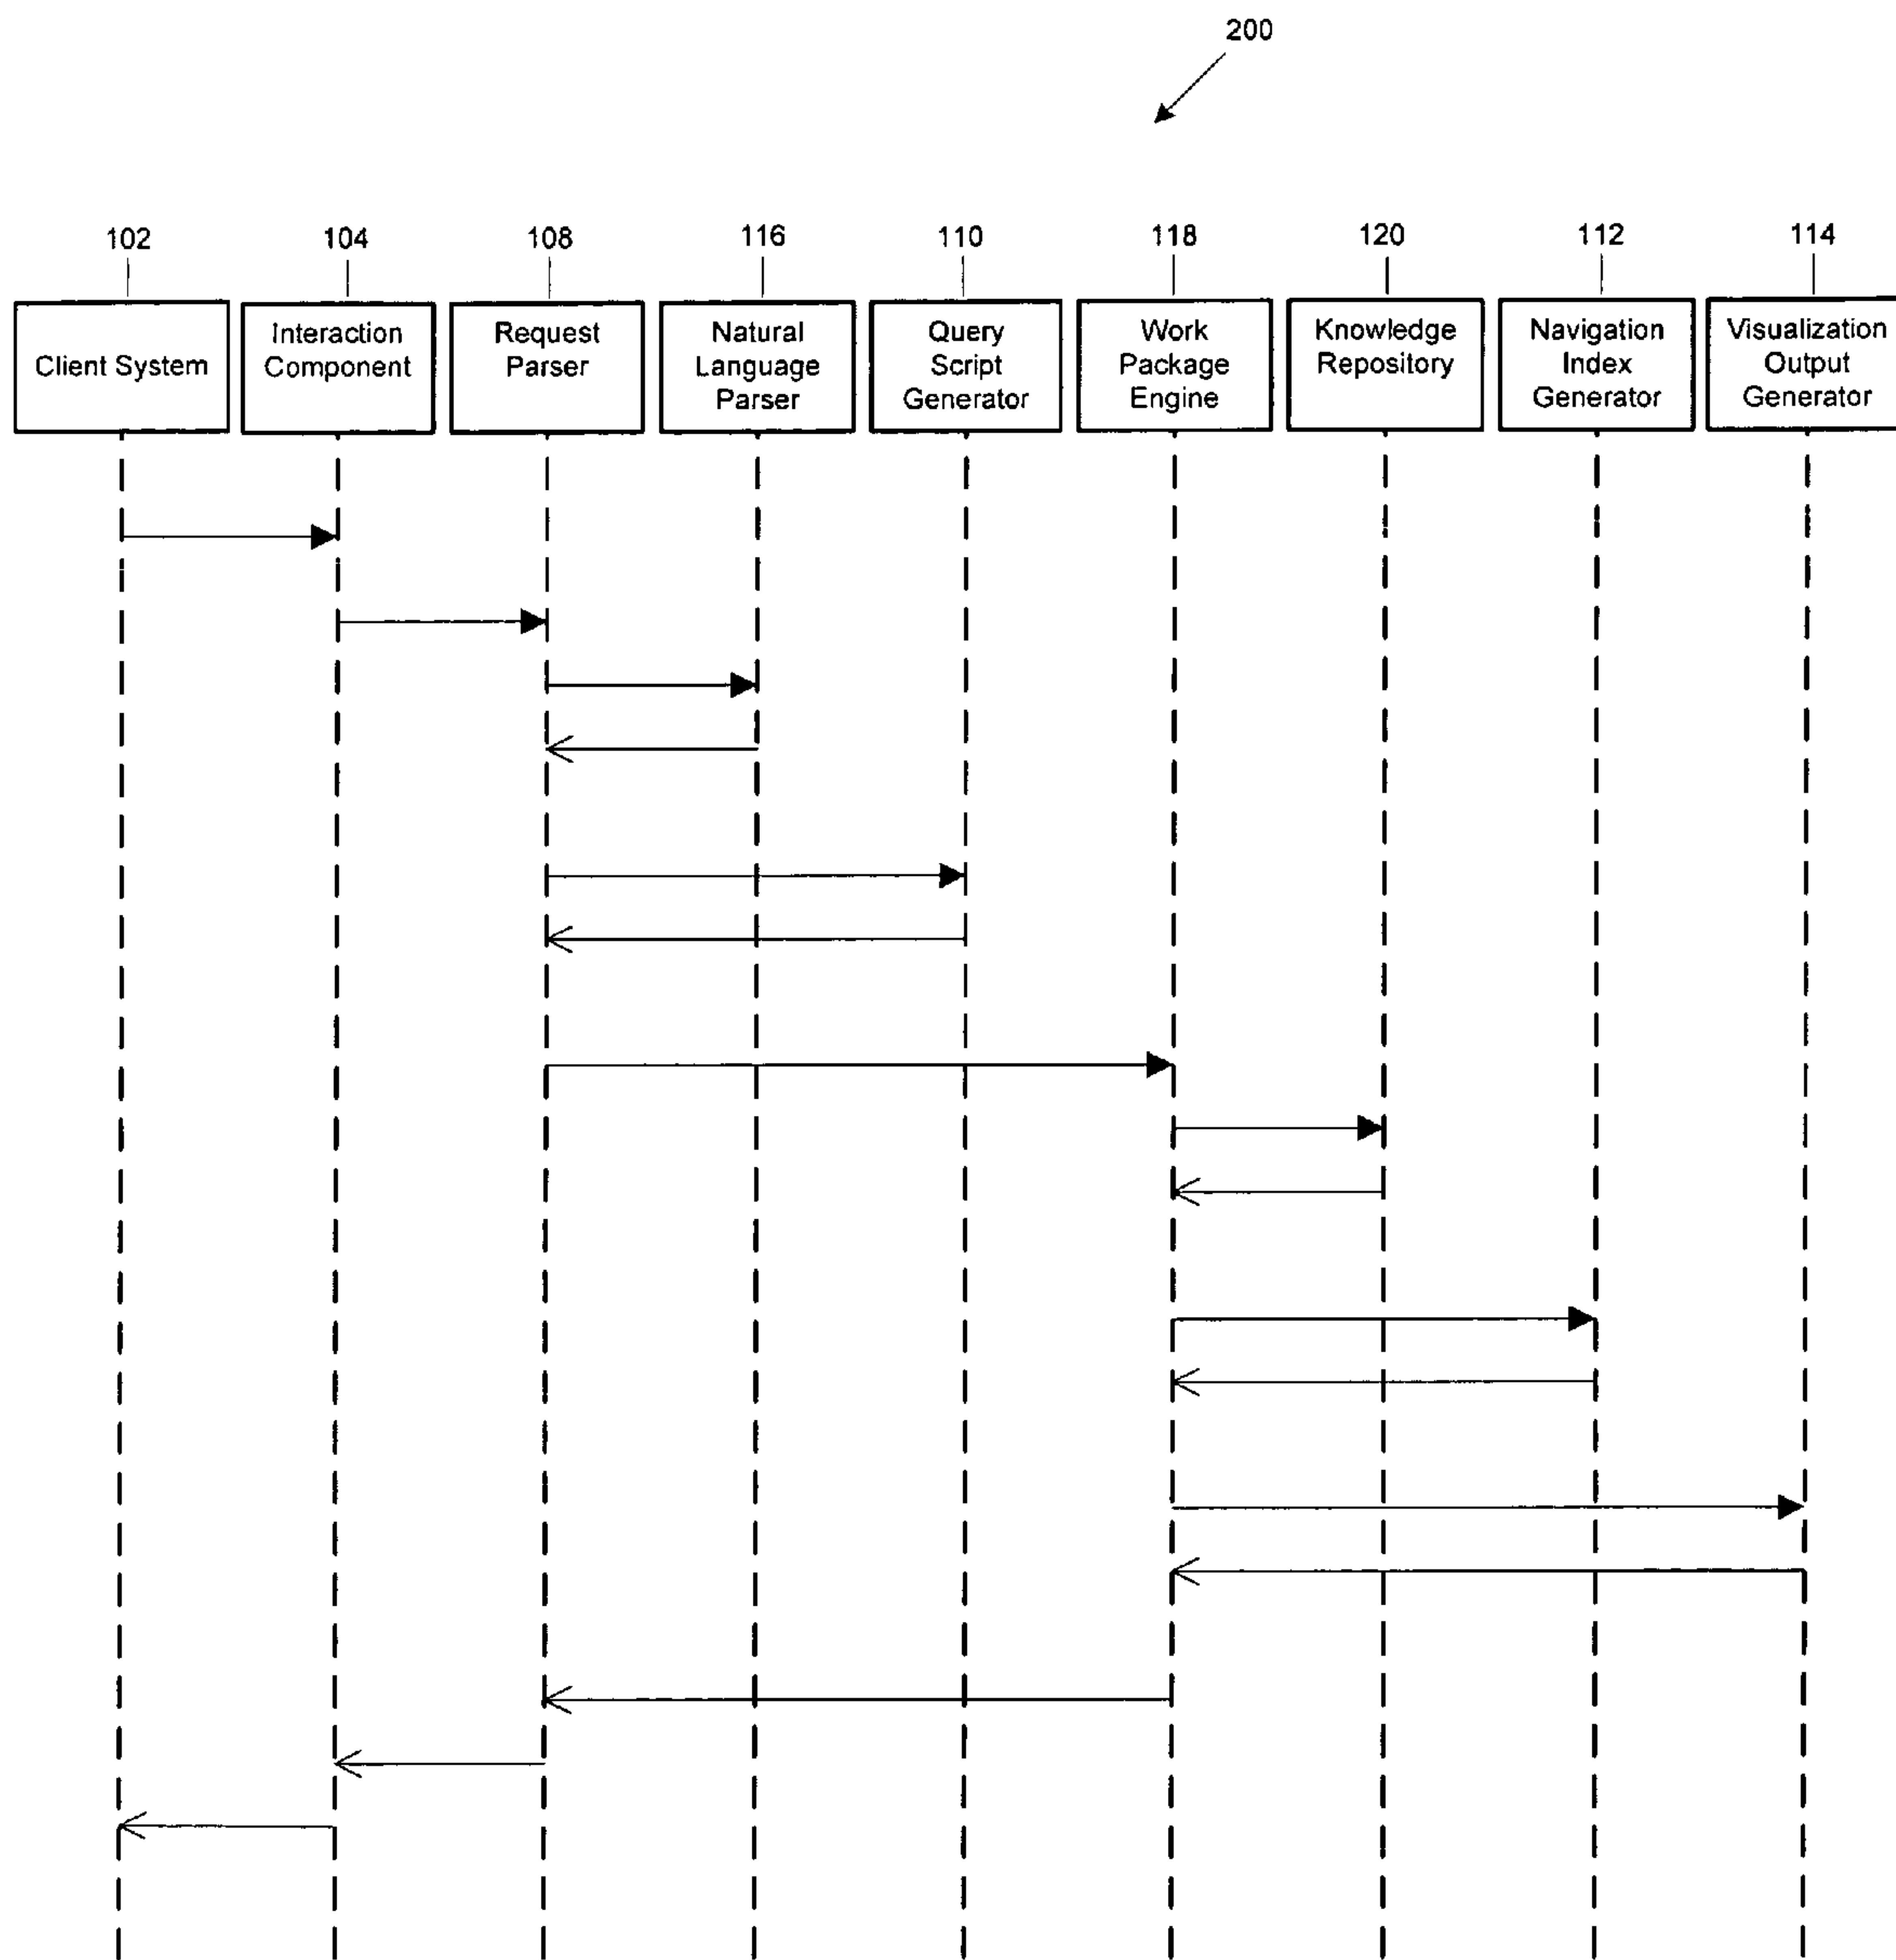 200
102 104 108 116 110 118 120 112 114
Client System
Interaction
Component
Request
Parser
Natural
Language
Parser
Query
Script
Generator
Work
Package
Engine
Knowledge
Repository
Navigation
Index
Generator
Visualization
Output
Generator